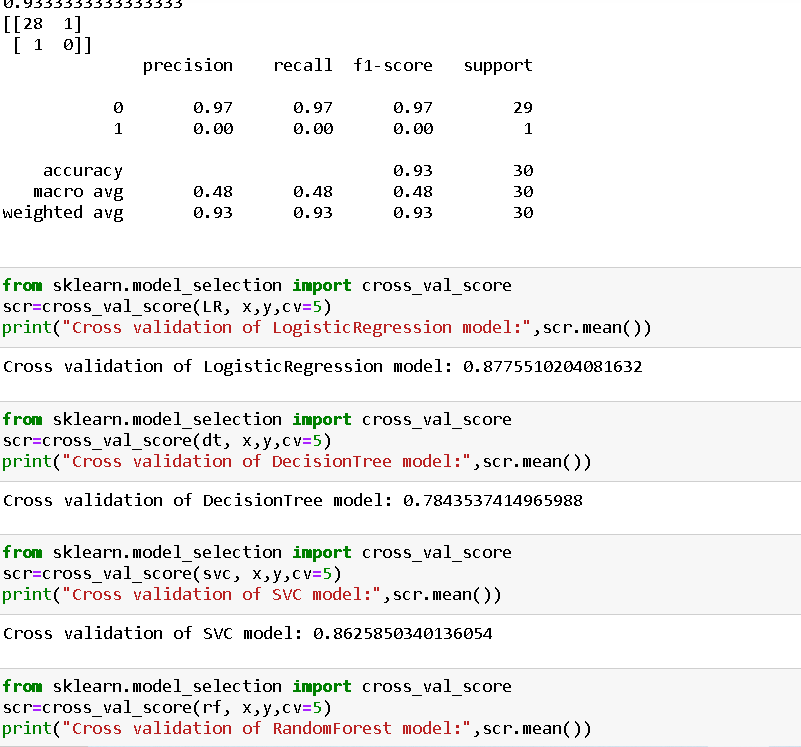 0.9333333333333333
[[28  1]
 [ 1  0]]
              precision    recall  f1-score   support

           0       0.97      0.97      0.97        29
           1       0.00      0.00      0.00         1

    accuracy                           0.93        30
   macro avg       0.48      0.48      0.48        30
weighted avg       0.93      0.93      0.93        30

from sklearn.model_selection import cross_val_score
scr=cross_val_score(LR, x,y,cv=5)
print("Cross validation of LogisticRegression model:",scr.mean())
Cross validation of LogisticRegression model: 0.8775510204081632
from sklearn.model_selection import cross_val_score
scr=cross_val_score(dt, x,y,cv=5)
print("Cross validation of DecisionTree model:",scr.mean())
Cross validation of DecisionTree model: 0.7843537414965988
from sklearn.model_selection import cross_val_score
scr=cross_val_score(svc, x,y,cv=5)
print("Cross validation of SVC model:",scr.mean())
Cross validation of SVC model: 0.8625850340136054
from sklearn.model_selection import cross_val_score
scr=cross_val_score(rf, x,y,cv=5)
print("Cross validation of RandomForest model:",scr.mean())